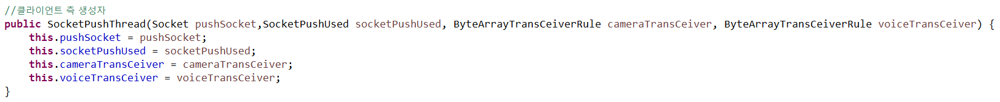 //클라이언트 측 생성자
public SocketPushThread(Socket pushSocket,SocketPushUsed socketPushUsed, ByteArrayTransCeiverRule cameraTransCeiver, ByteArrayTransCeiverRule voiceTransCeiver) {
    this.pushSocket = pushSocket;
    this.socketPushUsed = socketPushUsed;
    this.cameraTransCeiver = cameraTransCeiver;
    this.voiceTransCeiver = voiceTransCeiver;
}